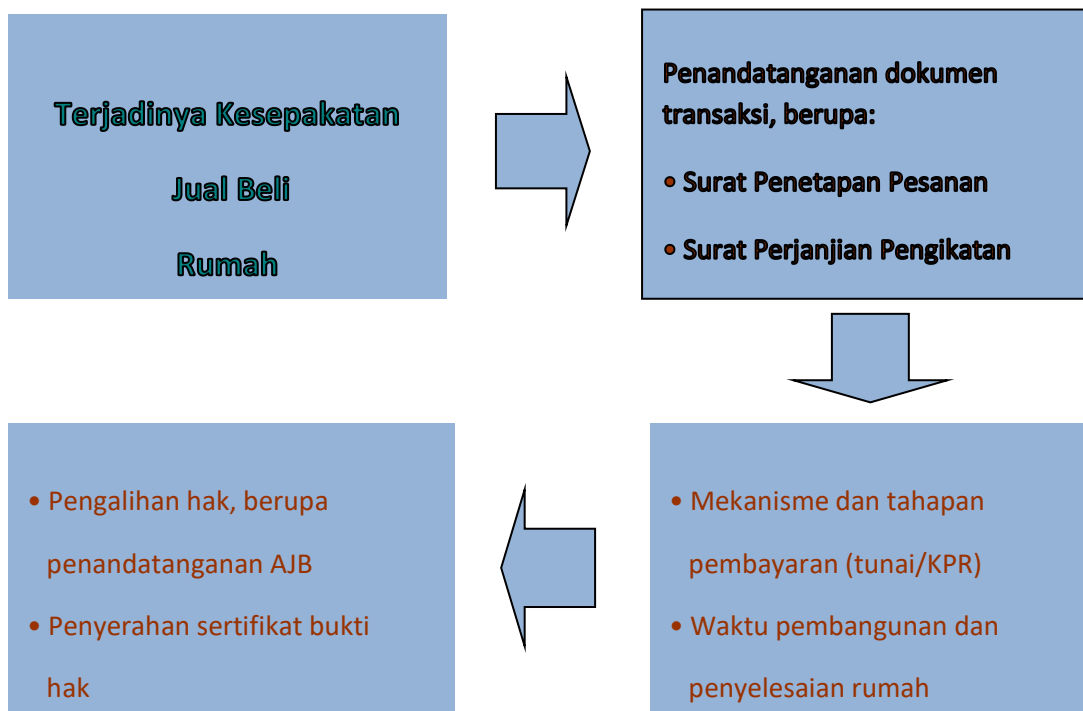 Terjadinya Kesepakatan
Jual Beli
Rumah
Penandatanganan dokumen
transaksi, berupa:
• Surat Penetapan Pesanan
• Surat Perjanjian Pengikatan
• Mekanisme dan tahapan
pembayaran (tunai/KPR)
• Waktu pembangunan dan
penyelesaian rumah
• Pengalihan hak, berupa
penandatanganan AJB
• Penyerahan sertifikat bukti
hak